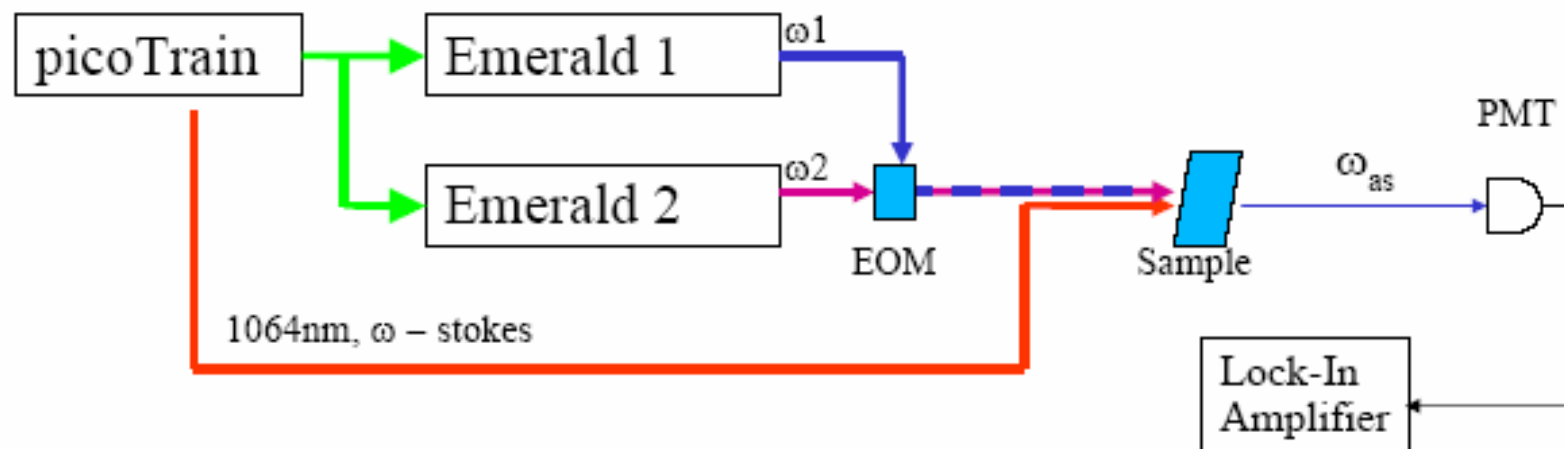 picoTrain
Emerald 1
ω1
Emerald 2
ω2
EOM
Sample
ωas
PMT
1064nm, ω – stokes
Lock-In
Amplifier